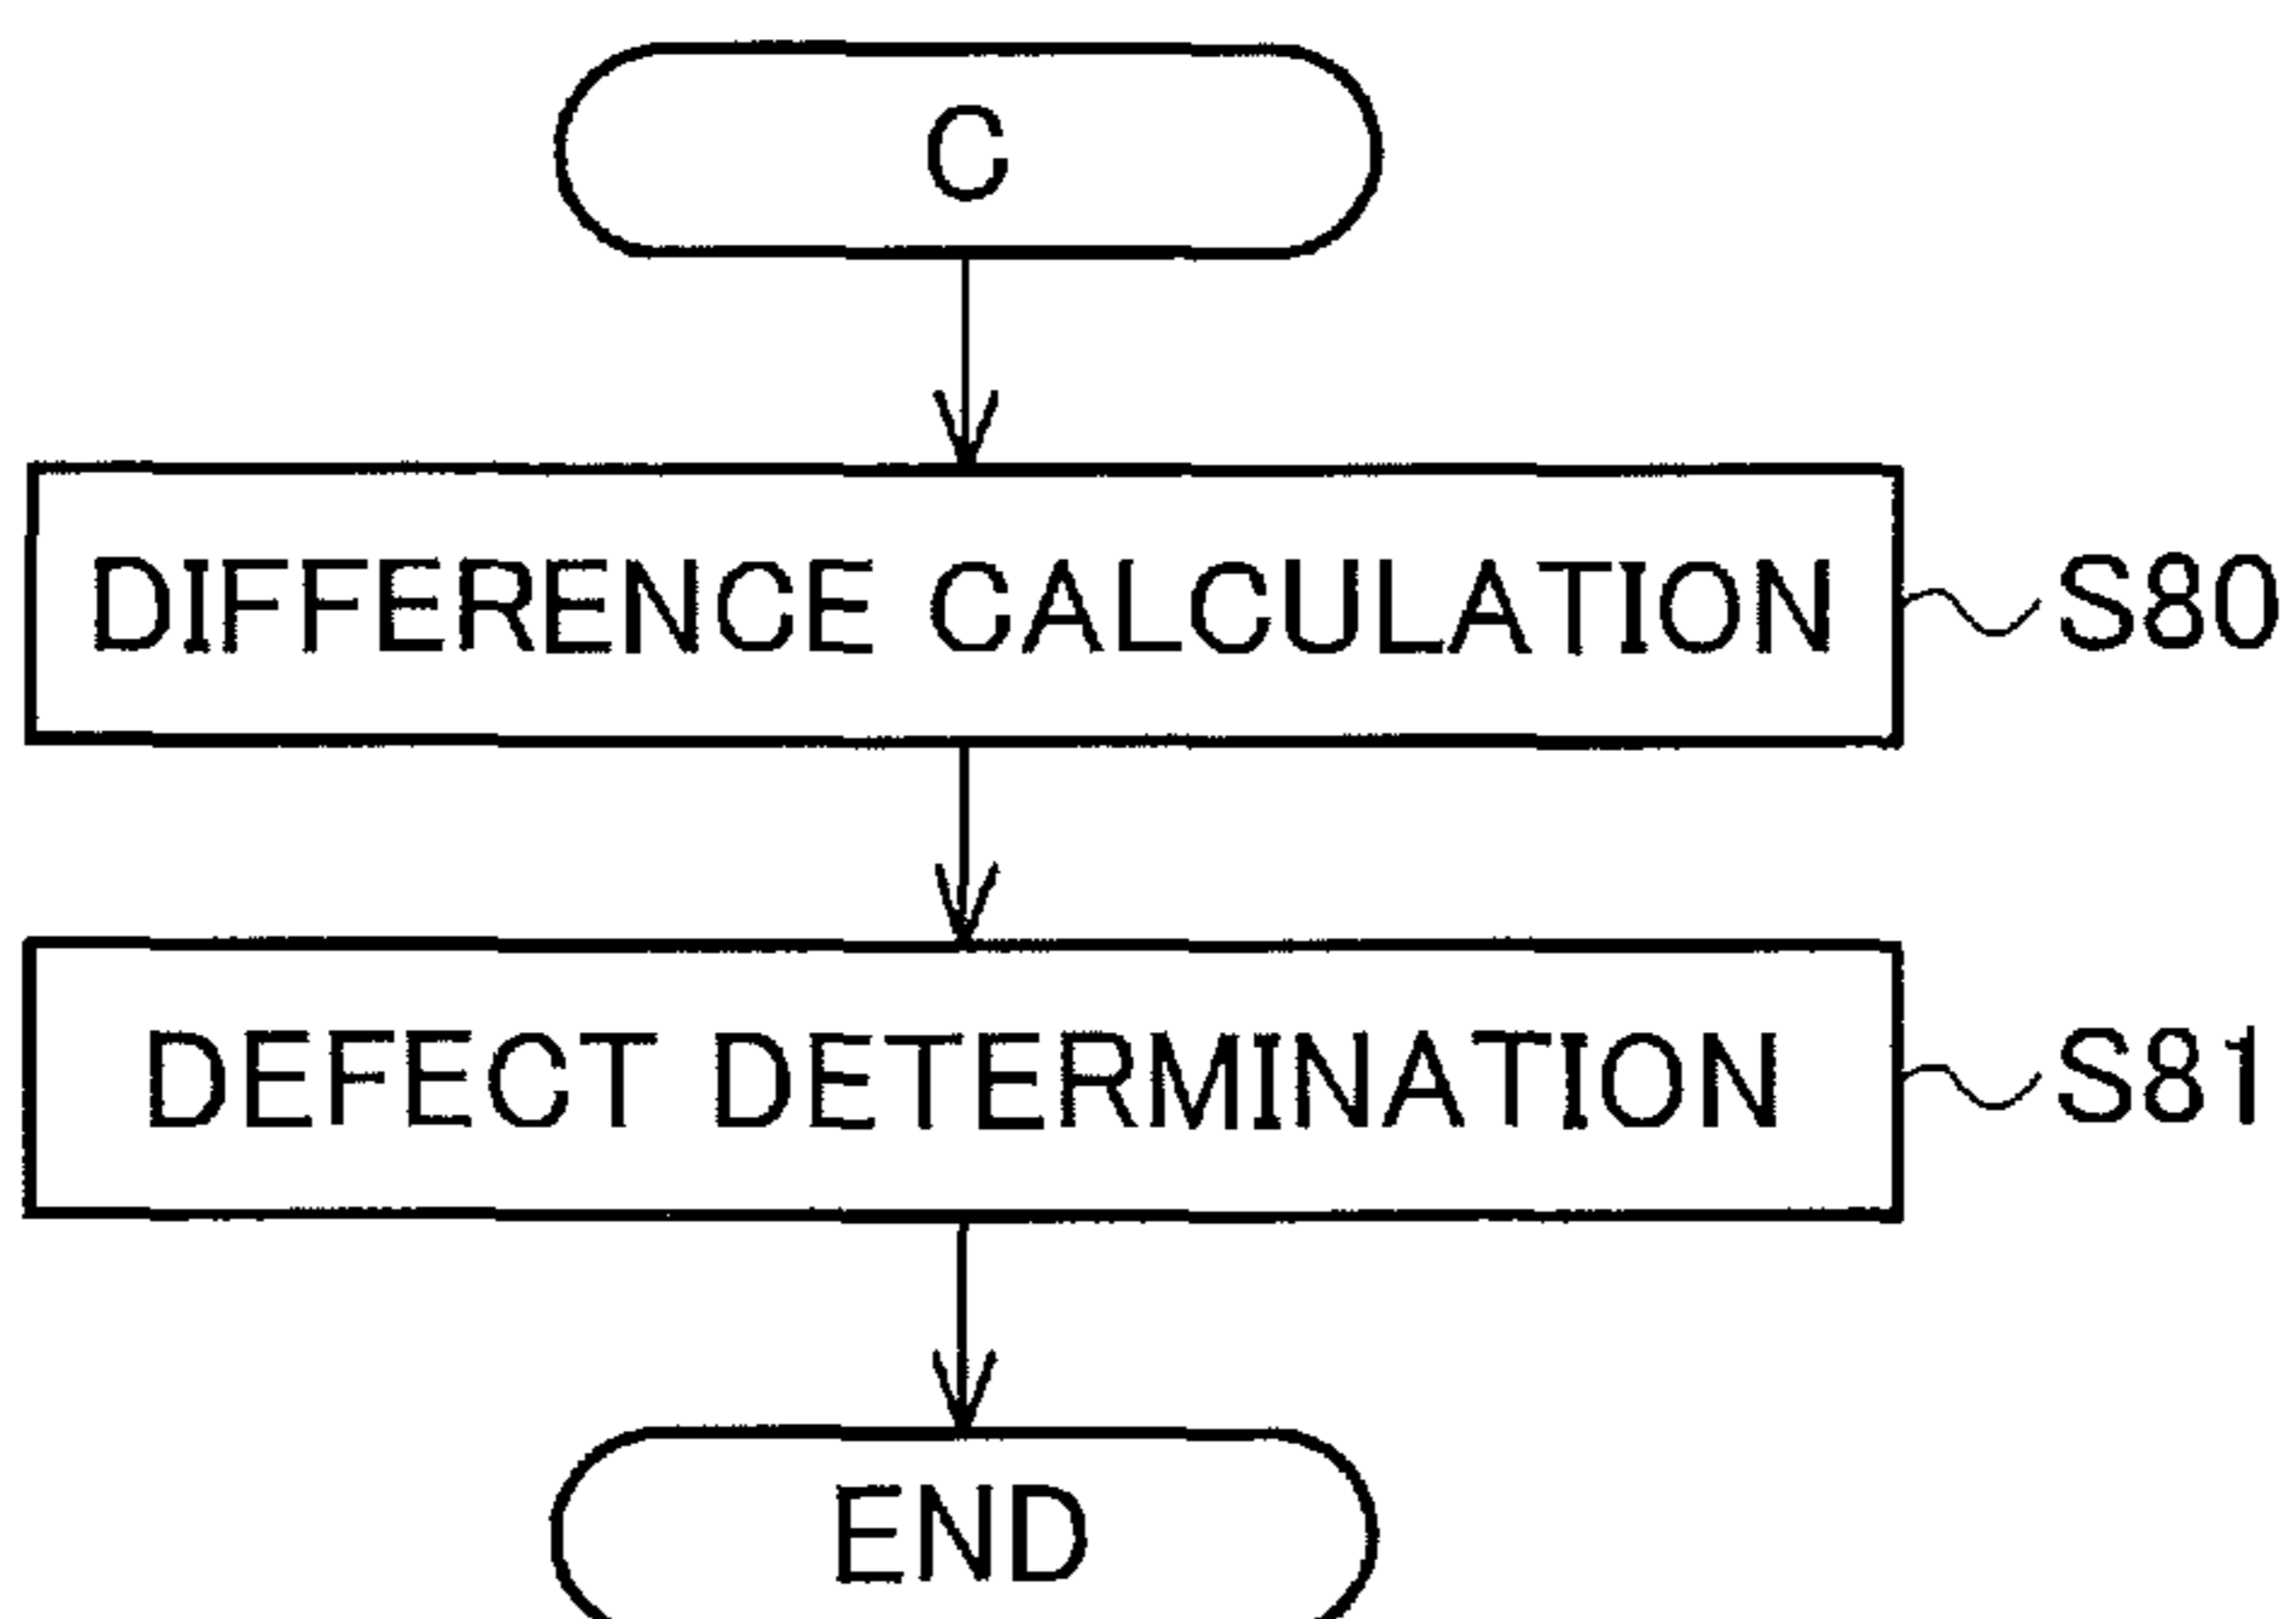 C
DIFFERENCE CALCULATION S80
DEFECT DETERMINATION S81
END